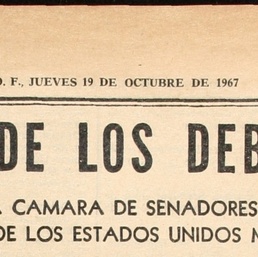 D. F., JUEVES 19 DE OCTUBRE DE 1967
DE LOS DEB
CAMARA DE SENADORES
DE LOS ESTADOS UNIDOS M